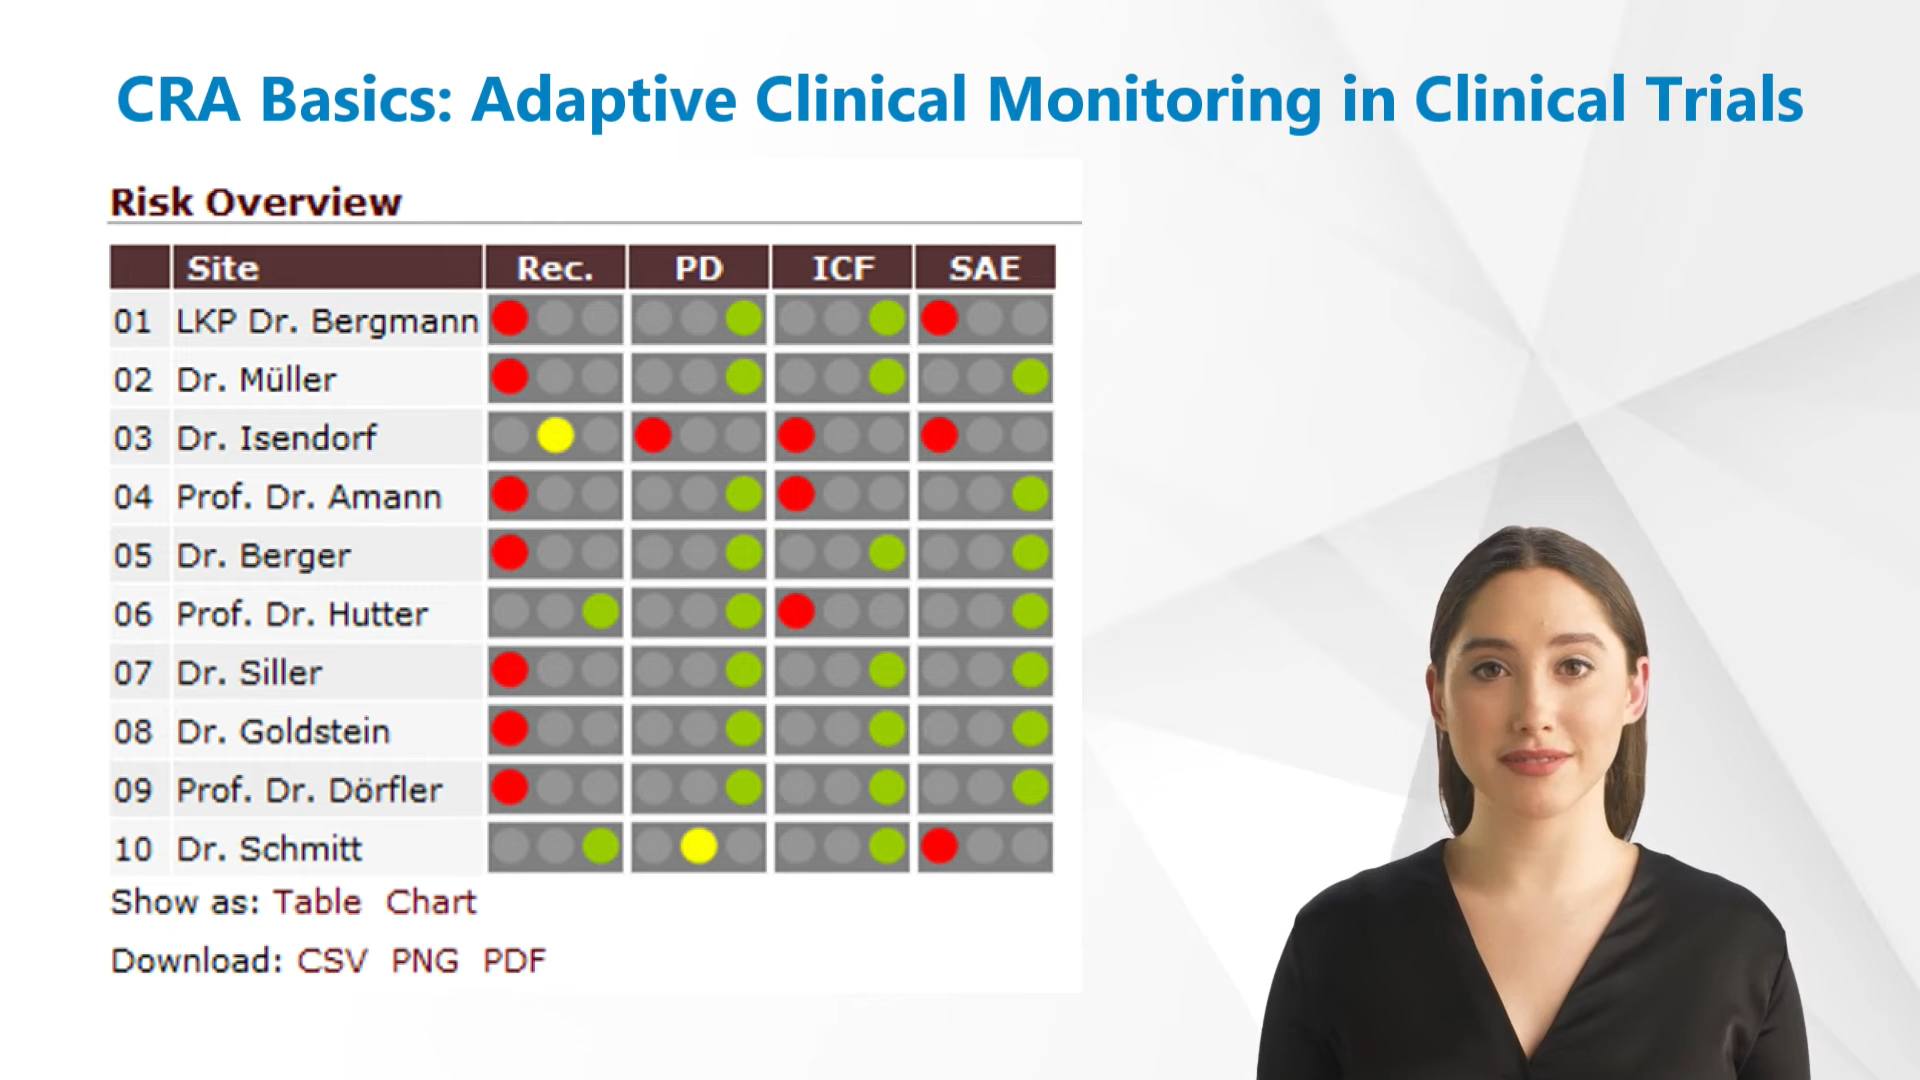 CRA Basics: Adaptive Clinical Monitoring in Clinical Trials
Risk Overview
Site Rec. PD ICF SAE
01 LKP Dr. Bergmann
02 Dr. Müller
03 Dr. Isendorf
04 Prof. Dr. Amann
05 Dr. Berger
06 Prof. Dr. Hutter
07 Dr. Siller
08 Dr. Goldstein
09 Prof. Dr. Dörfler
10 Dr. Schmitt
Show as: Table Chart
Download: CSV PNG PDF